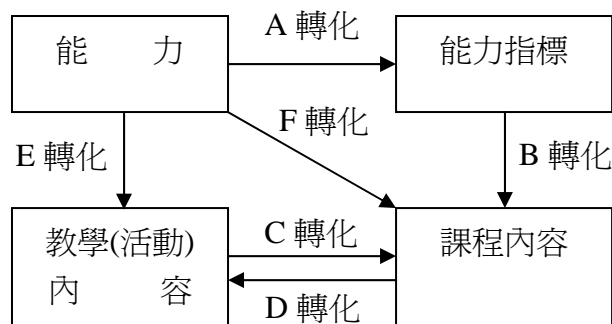 A 轉化
能　　力
能力指標
F 轉化
E 轉化
B 轉化
教學(活動)
內　　容
C 轉化
課程內容
D 轉化